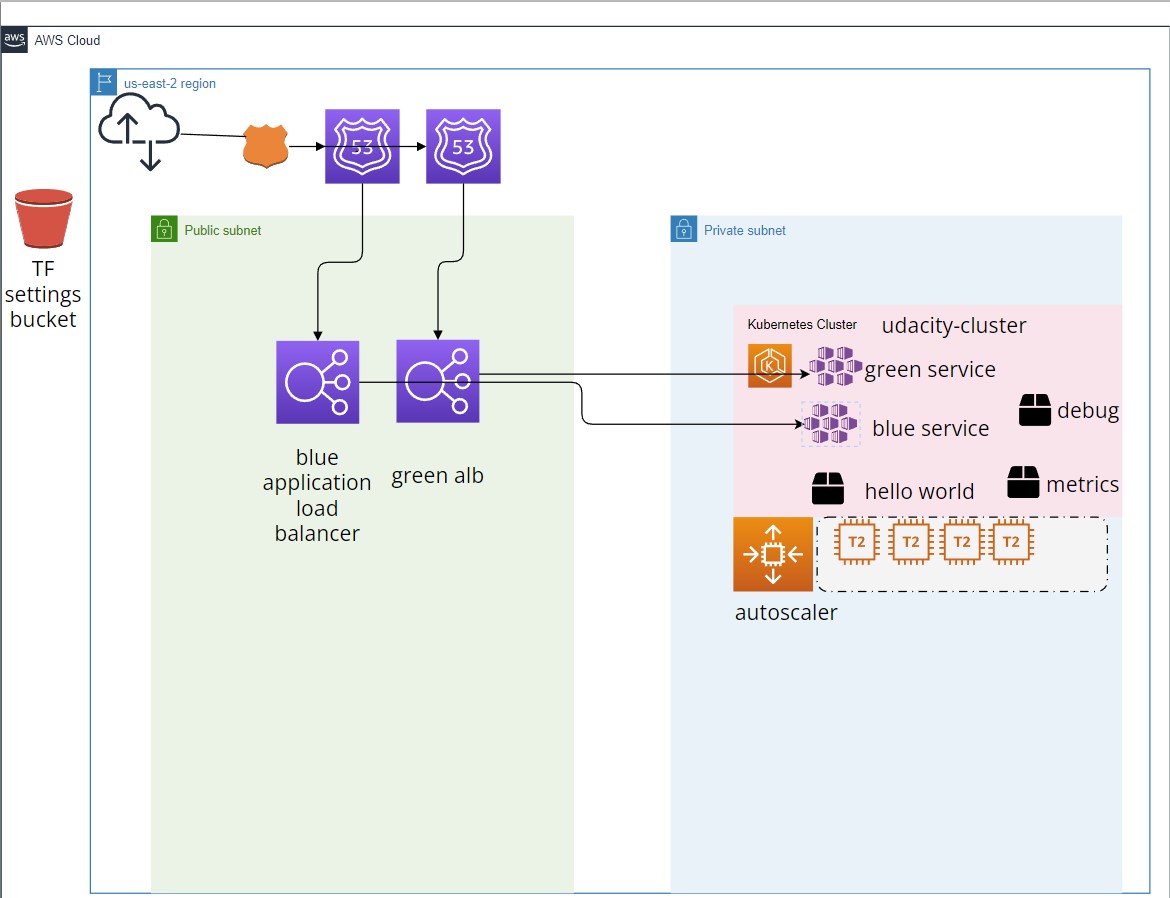 aws
AWS Cloud
us-east-2 region
53
53
TF
settings
bucket
Public subnet
Private subnet
Kubernetes Cluster
udacity-cluster
K
green service
debug
blue service
blue
application
load
balancer
green alb
hello world
metrics
T2
T2
T2
T2
autoscaler